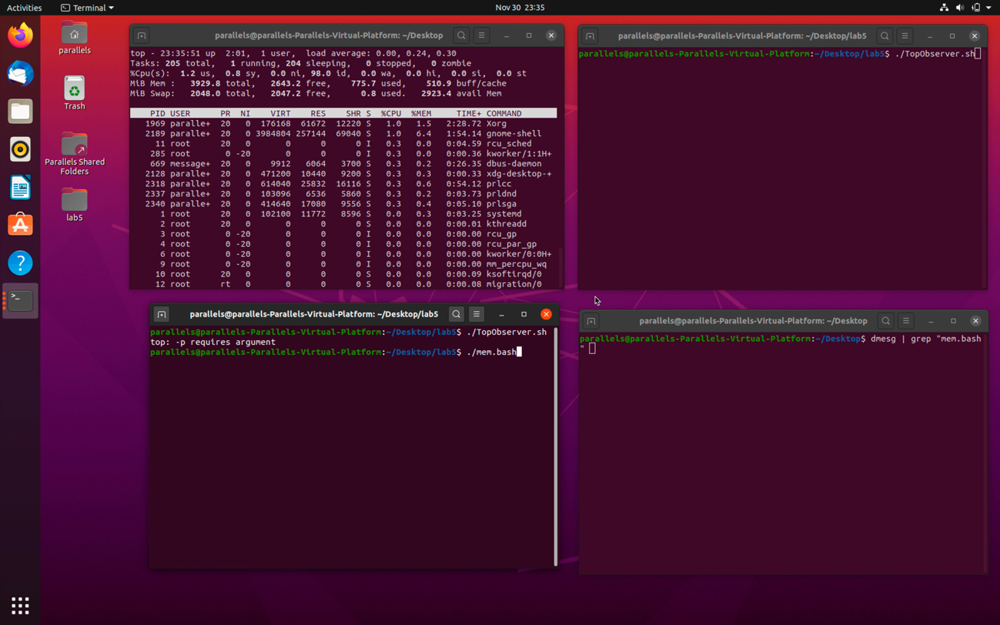 Activities Terminal Nov 30 23:35
parallels
Trash
Parallels Shared
Folders
lab5
parallels@parallels-Parallels-Virtual-Platform: ~/Desktop
top - 23:35:51 up  2:01,  1 user,  load average: 0.00, 0.24, 0.30
Tasks: 205 total,   1 running, 204 sleeping,   0 stopped,   0 zombie
%Cpu(s):  1.2 us,  0.8 sy,  0.0 ni, 98.0 id,  0.0 wa,  0.0 hi,  0.0 si,  0.0 st
MiB Mem :   3929.8 total,   2643.2 free,    775.7 used,    510.9 buff/cache
MiB Swap:   2048.0 total,   2047.2 free,      0.8 used.   2923.4 avail Mem
PID USER      PR  NI    VIRT    RES    SHR S  %CPU  %MEM     TIME+ COMMAND
1969 paralle+  20   0  176168  61672  12220 S   1.0   1.5   2:28.72 Xorg
2189 paralle+  20   0 3984804 257144  69040 S   1.0   6.4   1:54.14 gnome-shell
11 root      20   0       0      0      0 I   0.3   0.0   0:04.59 rcu_sched
285 root       0 -20       0      0      0 I   0.3   0.0   0:00.36 kworker/1:1H+
669 message+  20   0    9912   6064   3700 S   0.3   0.2   0:26.35 dbus-daemon
2128 paralle+  20   0  471200  10440   9200 S   0.3   0.3   0:00.33 xdg-desktop-+
2318 paralle+  20   0  614040  25832  16116 S   0.3   0.6   0:54.12 prlcc
2337 paralle+  20   0  103096   6536   5860 S   0.3   0.2   0:03.73 prldnd
2340 paralle+  20   0  414640  17080   9556 S   0.3   0.4   0:05.10 prlsga
1 root      20   0  102100  11772   8596 S   0.0   0.3   0:03.25 systemd
2 root      20   0       0      0      0 S   0.0   0.0   0:00.01 kthreadd
3 root       0 -20       0      0      0 I   0.0   0.0   0:00.00 rcu_gp
4 root       0 -20       0      0      0 I   0.0   0.0   0:00.00 rcu_par_gp
6 root       0 -20       0      0      0 I   0.0   0.0   0:00.00 kworker/0:0H+
9 root       0 -20       0      0      0 I   0.0   0.0   0:00.00 mm_percpu_wq
10 root      20   0       0      0      0 S   0.0   0.0   0:00.09 ksoftirqd/0
12 root      rt   0       0      0      0 S   0.0   0.0   0:00.08 migration/0
parallels@parallels-Parallels-Virtual-Platform: ~/Desktop/lab5
parallels@parallels-Parallels-Virtual-Platform:~/Desktop/lab5$ ./TopObserver.sh
parallels@parallels-Parallels-Virtual-Platform: ~/Desktop/lab5
parallels@parallels-Parallels-Virtual-Platform:~/Desktop/lab5$ ./TopObserver.sh
top: -p requires argument
parallels@parallels-Parallels-Virtual-Platform:~/Desktop/lab5$ ./mem.bash
parallels@parallels-Parallels-Virtual-Platform: ~/Desktop
parallels@parallels-Parallels-Virtual-Platform:~/Desktop$ dmesg | grep "mem.bash
"